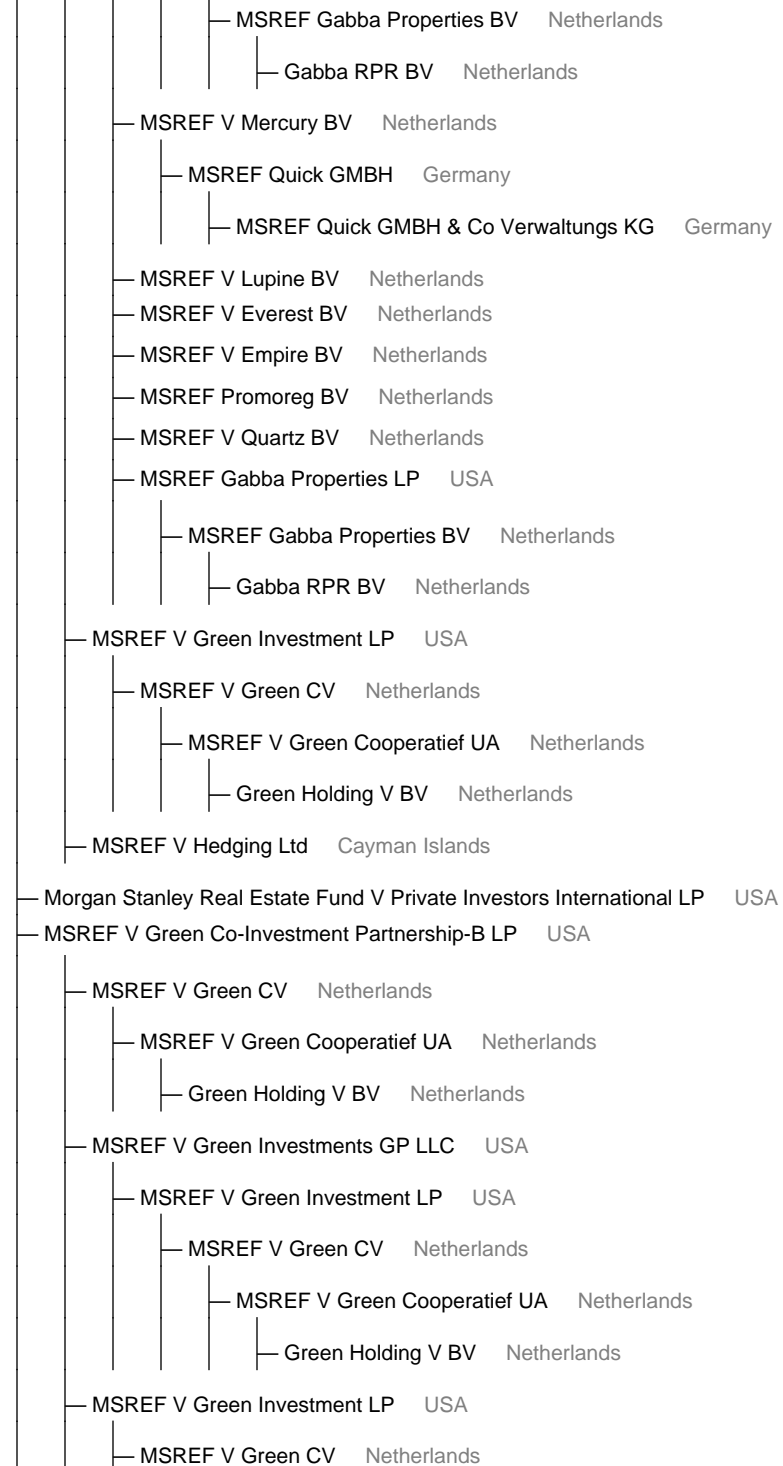 MSREF Gabba Properties BV Netherlands
Gabba RPR BV Netherlands
MSREF V Mercury BV Netherlands
MSREF Quick GMBH Germany
MSREF Quick GMBH & Co Verwaltungs KG Germany
MSREF V Lupine BV Netherlands
MSREF V Everest BV Netherlands
MSREF V Empire BV Netherlands
MSREF Promoreg BV Netherlands
MSREF V Quartz BV Netherlands
MSREF Gabba Properties LP USA
MSREF Gabba Properties BV Netherlands
Gabba RPR BV Netherlands
MSREF V Green Investment LP USA
MSREF V Green CV Netherlands
MSREF V Green Cooperatief UA Netherlands
Green Holding V BV Netherlands
MSREF V Hedging Ltd Cayman Islands
Morgan Stanley Real Estate Fund V Private Investors International LP USA
MSREF V Green Co-Investment Partnership-B LP USA
MSREF V Green CV Netherlands
MSREF V Green Cooperatief UA Netherlands
Green Holding V BV Netherlands
MSREF V Green Investments GP LLC USA
MSREF V Green Investment LP USA
MSREF V Green CV Netherlands
MSREF V Green Cooperatief UA Netherlands
Green Holding V BV Netherlands
MSREF V Green Investment LP USA
MSREF V Green CV Netherlands